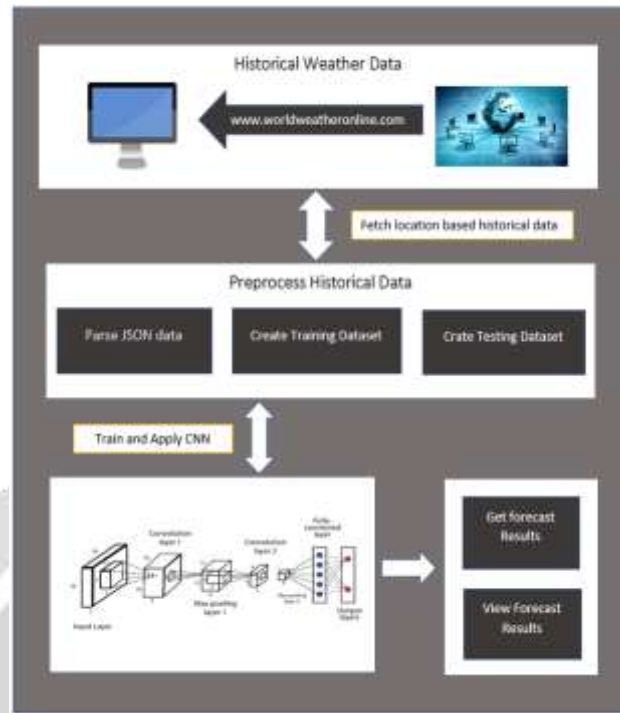 Historical Weather Data
www.worldweatheronline.com
Fetch location based historical data
Preprocess Historical Data
Parse JSON data
Create Training Dataset
Crate Testing Dataset
Train and Apply CNN
Convolution
layer 1
Convolution
layer 2
Fully-
connected
layer
Input Layer
Max-pooling
layer 1
Output
layers
Get forecast
Results
View Forecast
Results